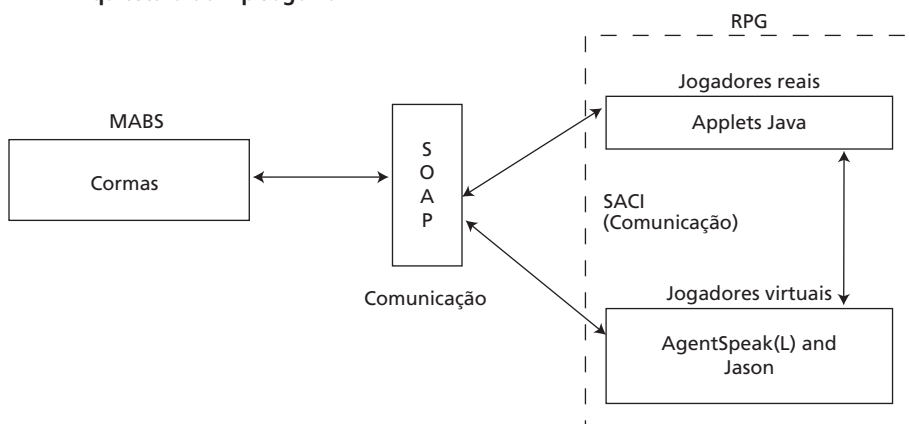 RPG
Jogadores reais
Applets Java
MABS
Cormas
S
O
A
P
SACI
(Comunicação)
Comunicação
Jogadores virtuais
AgentSpeak(L) and
Jason